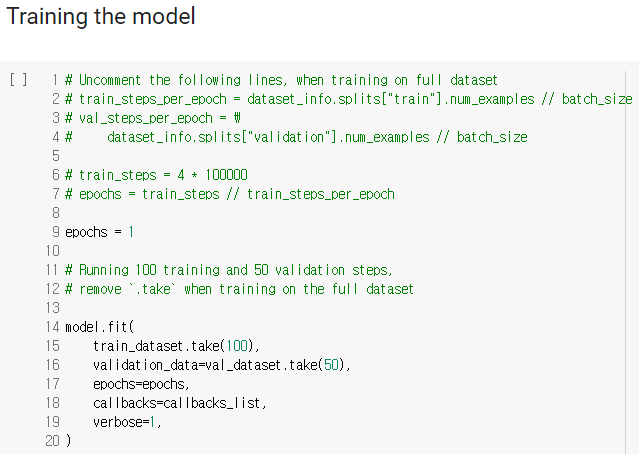 Training the model
[ ] 1 # Uncomment the following lines, when training on full dataset
2 # train_steps_per_epoch = dataset_info.splits["train"].num_examples // batch_size
3 # val_steps_per_epoch = ₩
4 #     dataset_info.splits["validation"].num_examples // batch_size
5
6 # train_steps = 4 * 100000
7 # epochs = train_steps // train_steps_per_epoch
8
9 epochs = 1
10
11 # Running 100 training and 50 validation steps,
12 # remove `.take` when training on the full dataset
13
14 model.fit(
15     train_dataset.take(100),
16     validation_data=val_dataset.take(50),
17     epochs=epochs,
18     callbacks=callbacks_list,
19     verbose=1,
20 )